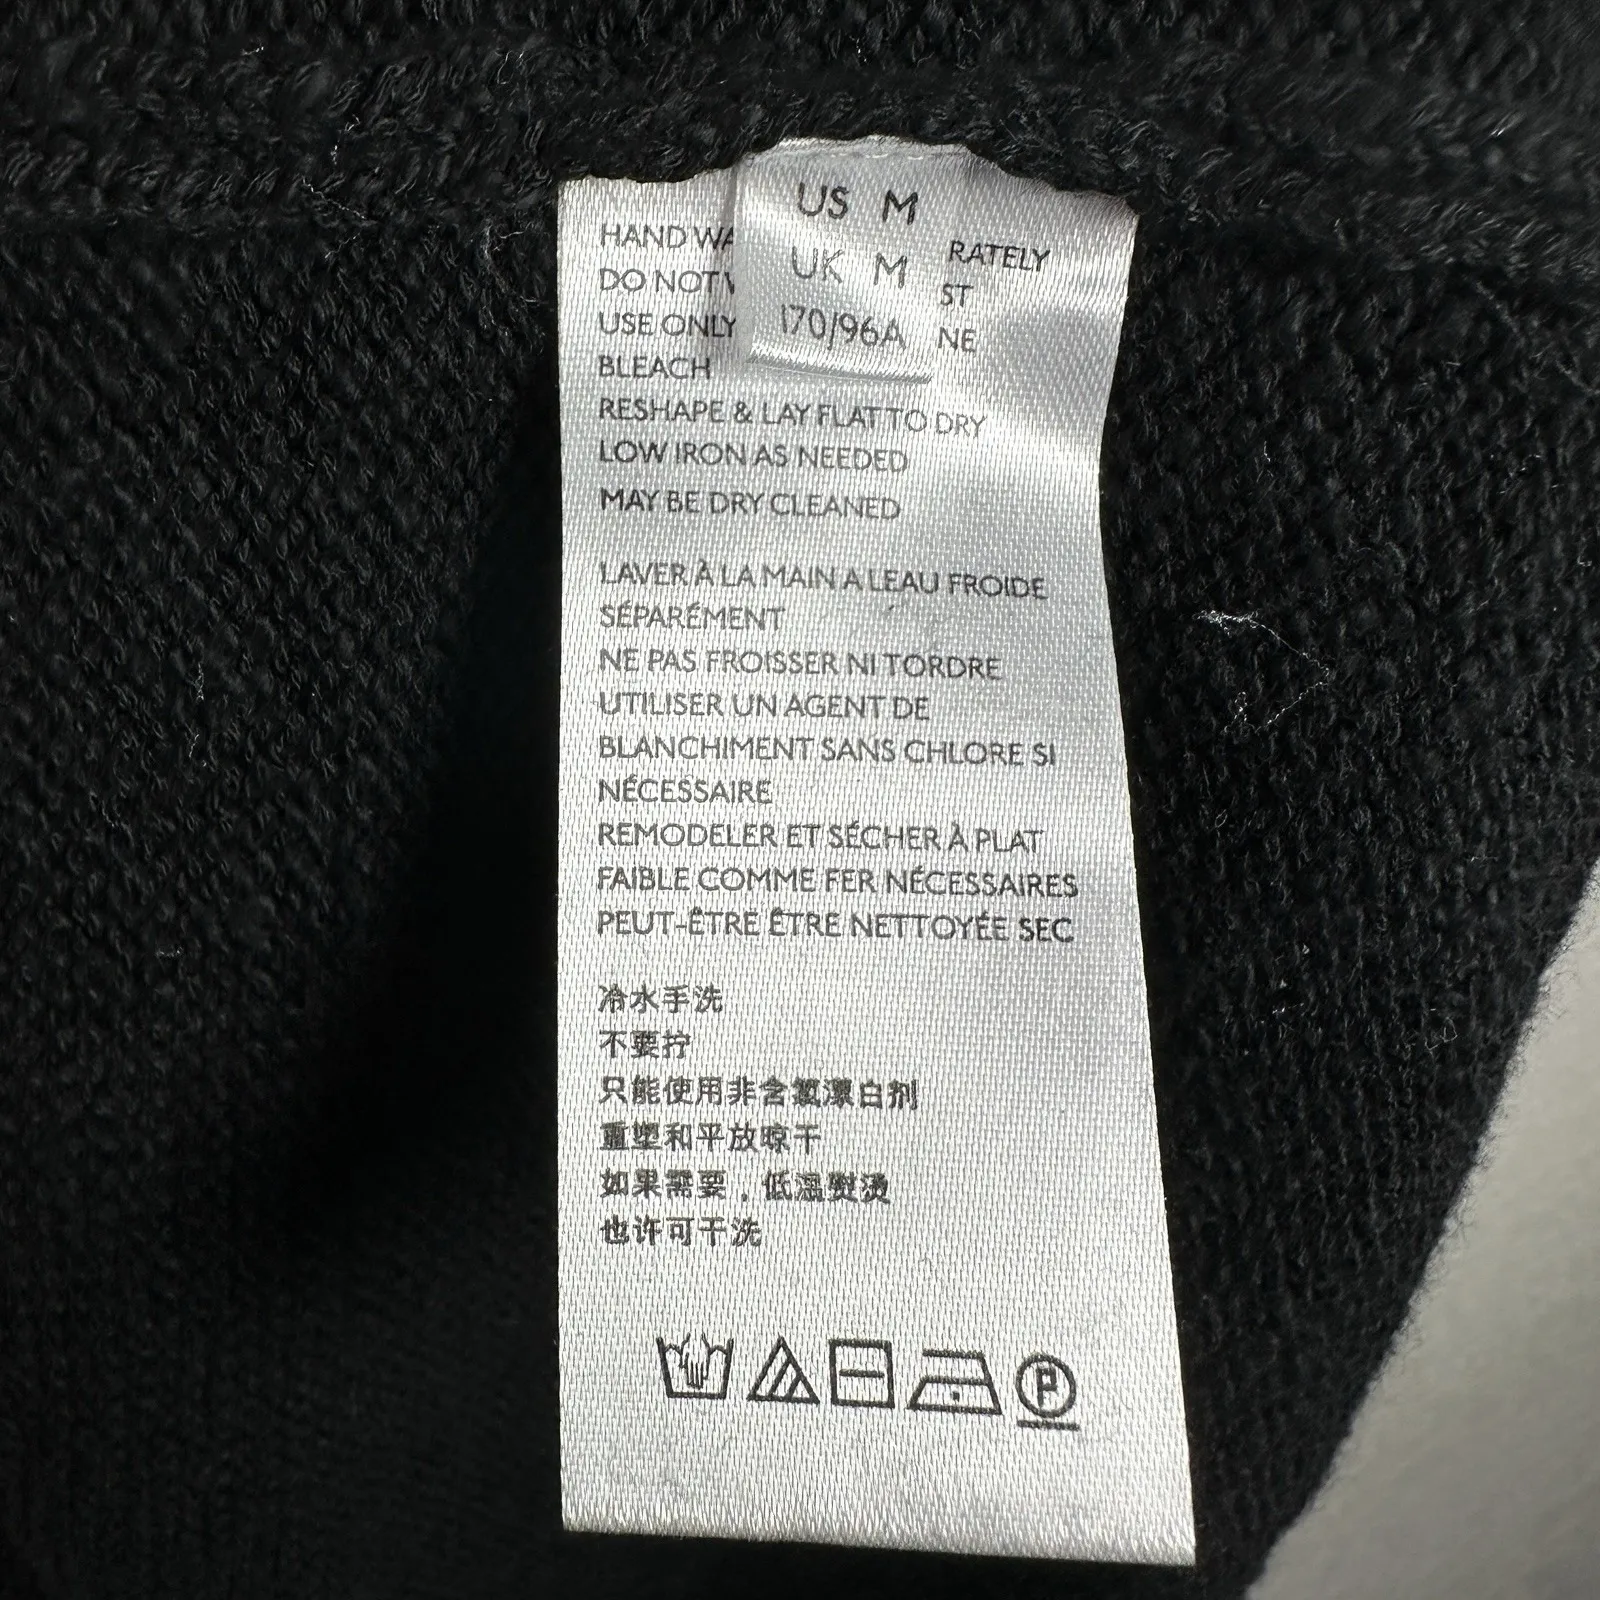 US M
UK M
170/96A
HAND WA RATELY
DO NOT ST
USE ONLY NE
BLEACH
RESHAPE & LAY FLAT TO DRY
LOW IRON AS NEEDED
MAY BE DRY CLEANED
LAVER À LA MAIN A LEAU FROIDE
SÉPARÉMENT
NE PAS FROISSER NI TORDRE
UTILISER UN AGENT DE
BLANCHIMENT SANS CHLORE SI
NÉCESSAIRE
REMODELER ET SÉCHER À PLAT
FAIBLE COMME FER NÉCESSAIRES
PEUT-ÊTRE ÊTRE NETTOYÉE SEC
冷水手洗
不要拧
只能使用非含氯漂白剂
重塑和平放晾干
如果需要，低温熨烫
也许可干洗
P